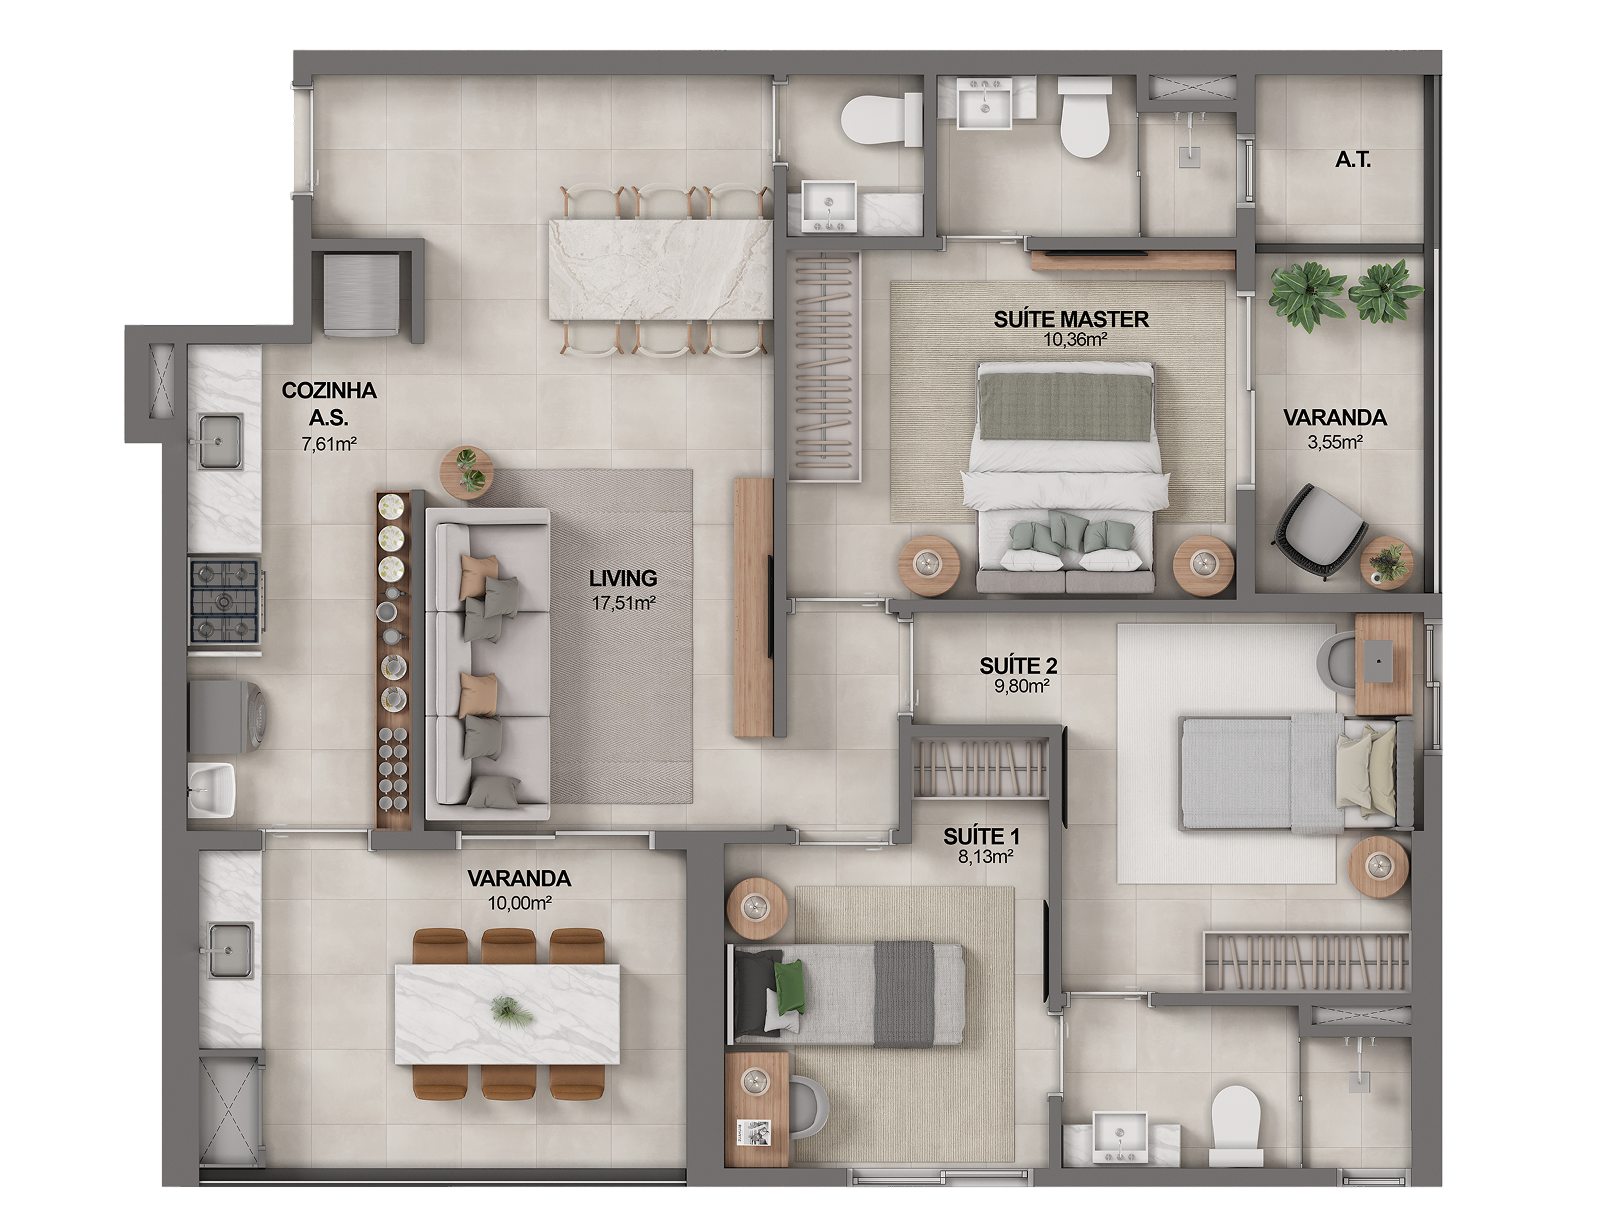 A.T.
SUÍTE MASTER
10,36m²
COZINHA
A.S.
7,61m²
VARANDA
3,55m²
LIVING
17,51m²
SUÍTE 2
9,80m²
SUÍTE 1
8,13m²
VARANDA
10,00m²